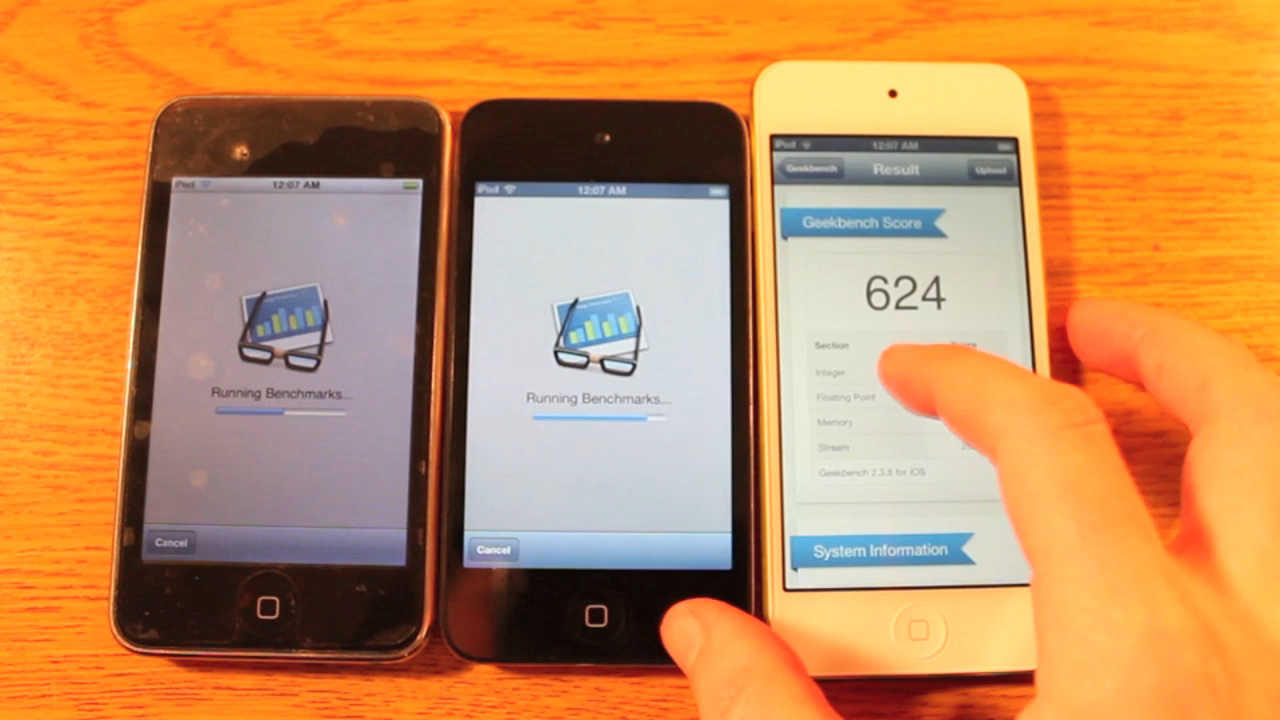 iPod 12:07 AM
Running Benchmarks...
Cancel
iPod 12:07 AM
Running Benchmarks...
Cancel
iPod 12:07 AM
Geekbench Result Upload
Geekbench Score
624
Section
Integer
Floating Point
Memory
Stream
Geekbench 2.3.6 for iOS
System Information